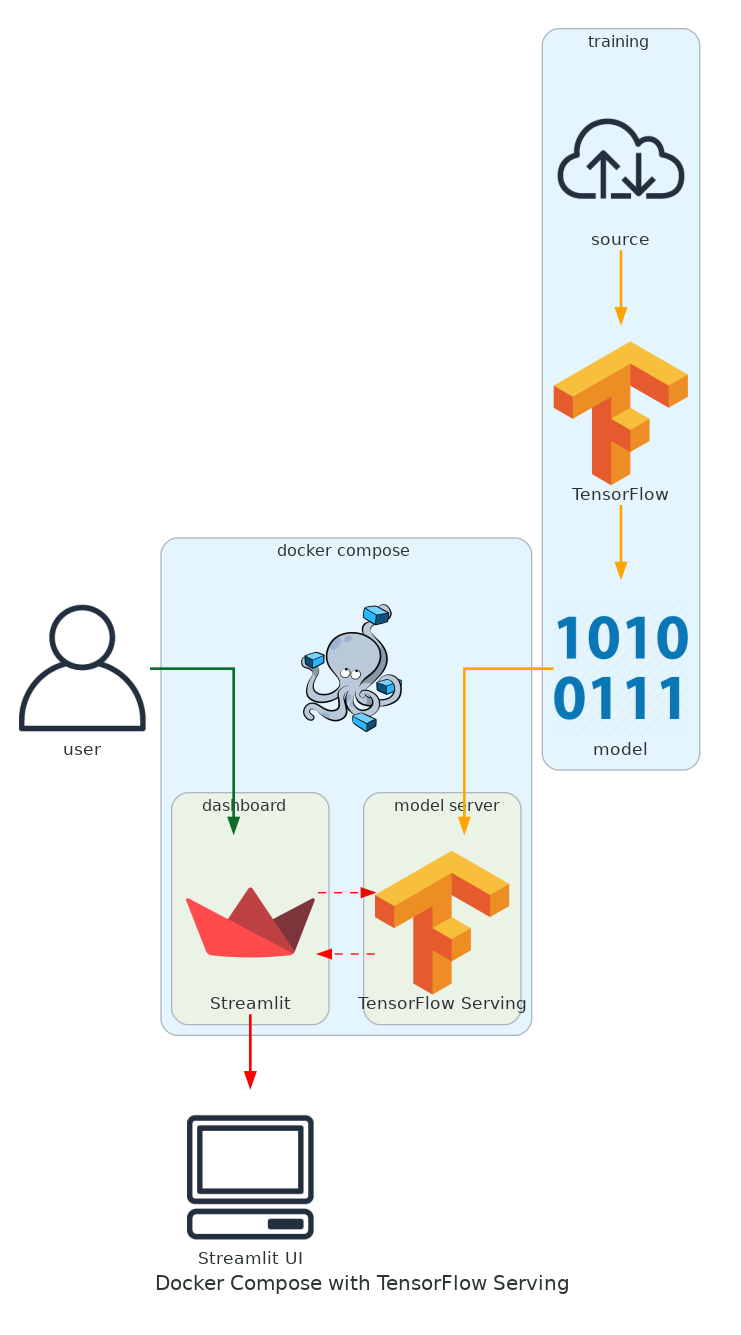 training
source
TensorFlow
docker compose
1010
0111
user
model
dashboard
model server
Streamlit
TensorFlow Serving
Streamlit UI
Docker Compose with TensorFlow Serving